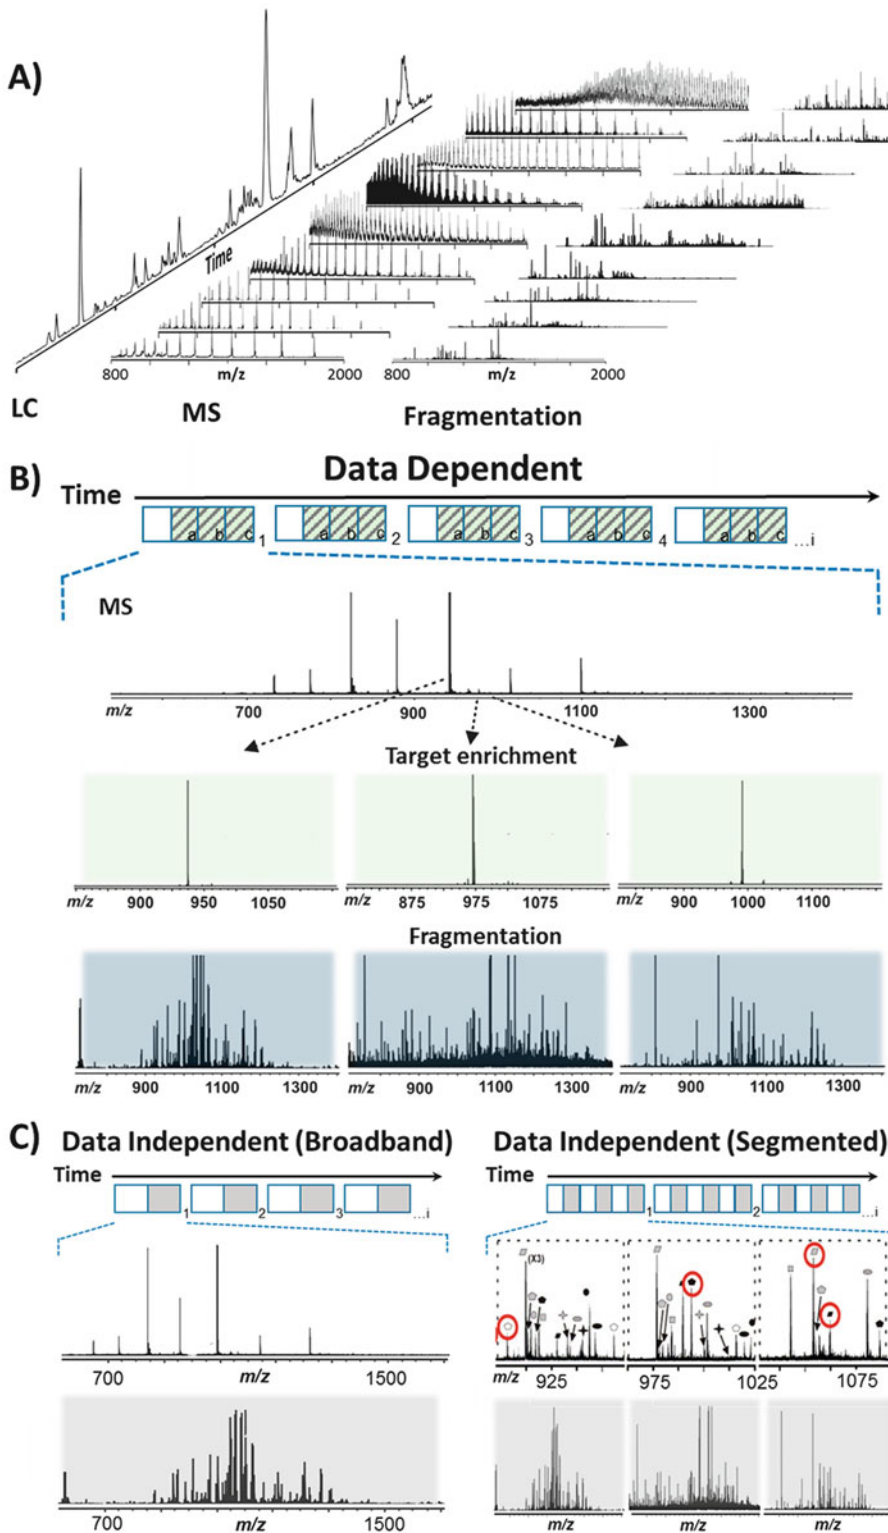 A)
Time
800
m/z
2000
800
m/z
2000
LC
MS
Fragmentation
B)
Data Dependent
Time
a b c 1 a b c 2 a b c 3 a b c 4 a b c ...i
MS
m/z 700 900 1100 1300
Target enrichment
m/z 900 950 1050
m/z 875 975 1075
m/z 900 1000 1100
Fragmentation
m/z 900 1100 1300
m/z 900 1100 1300
m/z 900 1100 1300
C)
Data Independent (Broadband)
Time
1 2 3 ...i
700 m/z 1500
700 m/z 1500
Data Independent (Segmented)
Time
1 2 ...i
(X3)
m/z 925 975 1025 1075
m/z m/z m/z